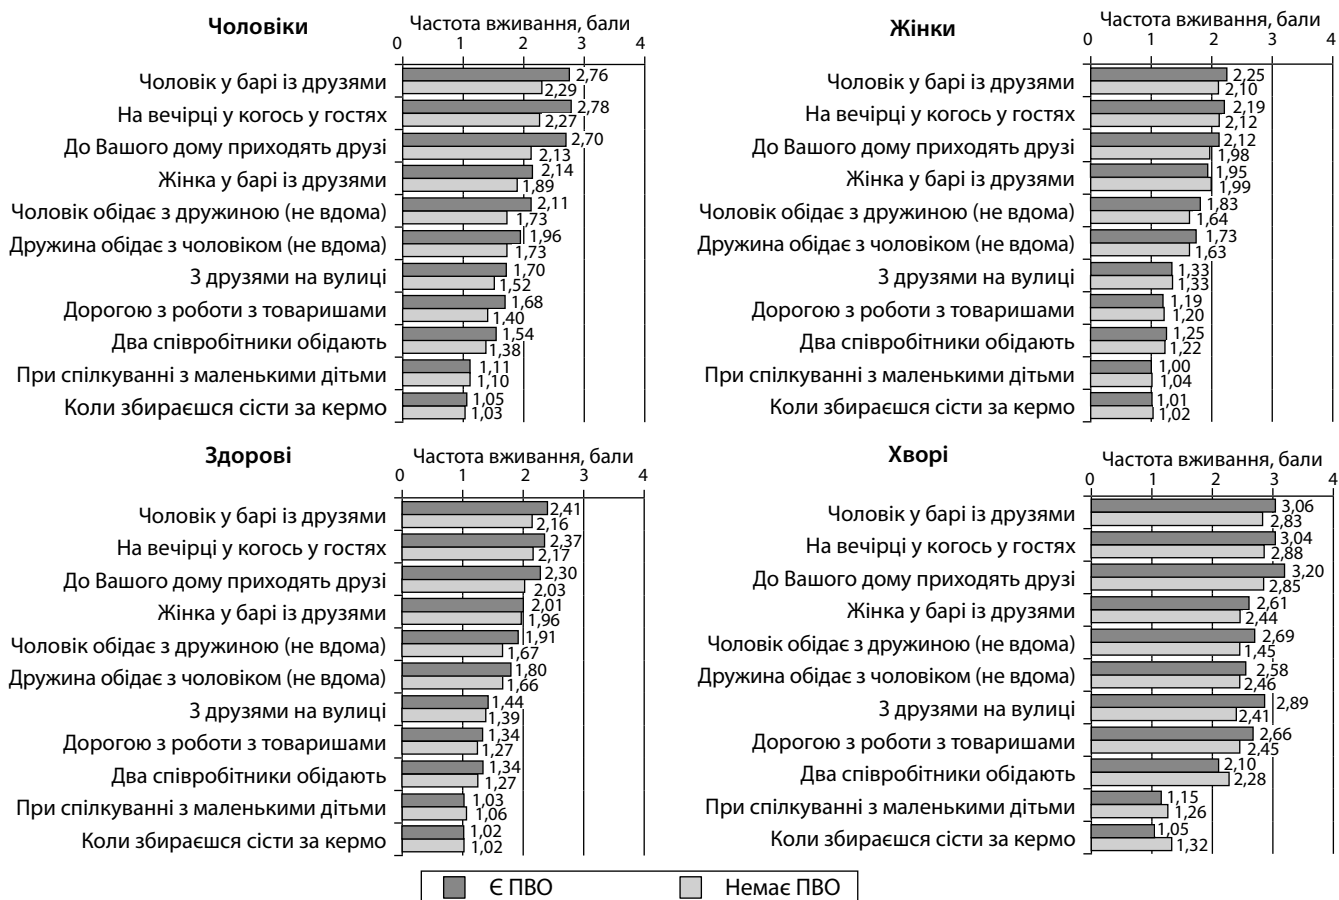 Чоловіки
Частота вживання, бали
0 1 2 3 4
Чоловік у барі із друзями 2,76
2,29
На вечірці у когось у гостях 2,78
2,27
До Вашого дому приходять друзі 2,70
2,13
Жінка у барі із друзями 2,14
1,89
Чоловік обідає з дружиною (не вдома) 2,11
1,73
Дружина обідає з чоловіком (не вдома) 1,96
1,73
З друзями на вулиці 1,70
1,52
Дорогою з роботи з товаришами 1,68
1,40
Два співробітники обідають 1,54
1,38
При спілкуванні з маленькими дітьми 1,11
1,10
Коли збираєшся сісти за кермо 1,05
1,03
Жінки
Частота вживання, бали
0 1 2 3 4
Чоловік у барі із друзями 2,25
2,10
На вечірці у когось у гостях 2,19
2,12
До Вашого дому приходять друзі 2,12
1,98
Жінка у барі із друзями 1,95
1,99
Чоловік обідає з дружиною (не вдома) 1,83
1,64
Дружина обідає з чоловіком (не вдома) 1,73
1,63
З друзями на вулиці 1,33
1,33
Дорогою з роботи з товаришами 1,19
1,20
Два співробітники обідають 1,25
1,22
При спілкуванні з маленькими дітьми 1,00
1,04
Коли збираєшся сісти за кермо 1,01
1,02
Здорові
Частота вживання, бали
0 1 2 3 4
Чоловік у барі із друзями 2,41
2,16
На вечірці у когось у гостях 2,37
2,17
До Вашого дому приходять друзі 2,30
2,03
Жінка у барі із друзями 2,01
1,96
Чоловік обідає з дружиною (не вдома) 1,91
1,67
Дружина обідає з чоловіком (не вдома) 1,80
1,66
З друзями на вулиці 1,44
1,39
Дорогою з роботи з товаришами 1,34
1,27
Два співробітники обідають 1,34
1,27
При спілкуванні з маленькими дітьми 1,03
1,06
Коли збираєшся сісти за кермо 1,02
1,02
Хворі
Частота вживання, бали
0 1 2 3 4
Чоловік у барі із друзями 3,06
2,83
На вечірці у когось у гостях 3,04
2,88
До Вашого дому приходять друзі 3,20
2,85
Жінка у барі із друзями 2,61
2,44
Чоловік обідає з дружиною (не вдома) 2,69
1,45
Дружина обідає з чоловіком (не вдома) 2,58
2,46
З друзями на вулиці 2,89
2,41
Дорогою з роботи з товаришами 2,66
2,45
Два співробітники обідають 2,10
2,28
При спілкуванні з маленькими дітьми 1,15
1,26
Коли збираєшся сісти за кермо 1,05
1,32
Є ПВО Немає ПВО